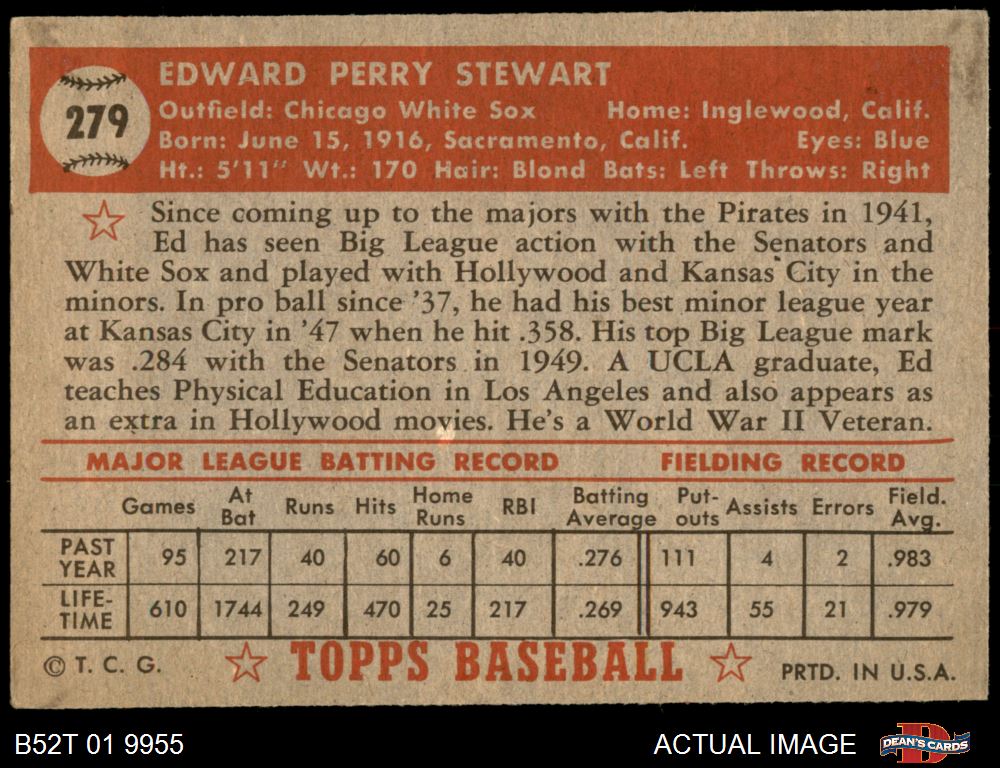 EDWARD PERRY STEWART
279
Outfield: Chicago White Sox Home: Inglewood, Calif.
Born: June 15, 1916, Sacramento, Calif. Eyes: Blue
Ht.: 5'11" Wt.: 170 Hair: Blond Bats: Left Throws: Right
Since coming up to the majors with the Pirates in 1941,
Ed has seen Big League action with the Senators and
White Sox and played with Hollywood and Kansas City in the
minors. In pro ball since '37, he had his best minor league year
at Kansas City in '47 when he hit .358. His top Big League mark
was .284 with the Senators in 1949. A UCLA graduate, Ed
teaches Physical Education in Los Angeles and also appears as
an extra in Hollywood movies. He's a World War II Veteran.
MAJOR LEAGUE BATTING RECORD FIELDING RECORD
Games At Bat Runs Hits Home Runs RBI Batting Average Put-outs Assists Errors Field. Avg.
PAST YEAR 95 217 40 60 6 40 .276 111 4 2 .983
LIFE-TIME 610 1744 249 470 25 217 .269 943 55 21 .979
© T. C. G. TOPPS BASEBALL PRTD. IN U.S.A.
B52T 01 9955 ACTUAL IMAGE DEAN'S CARDS